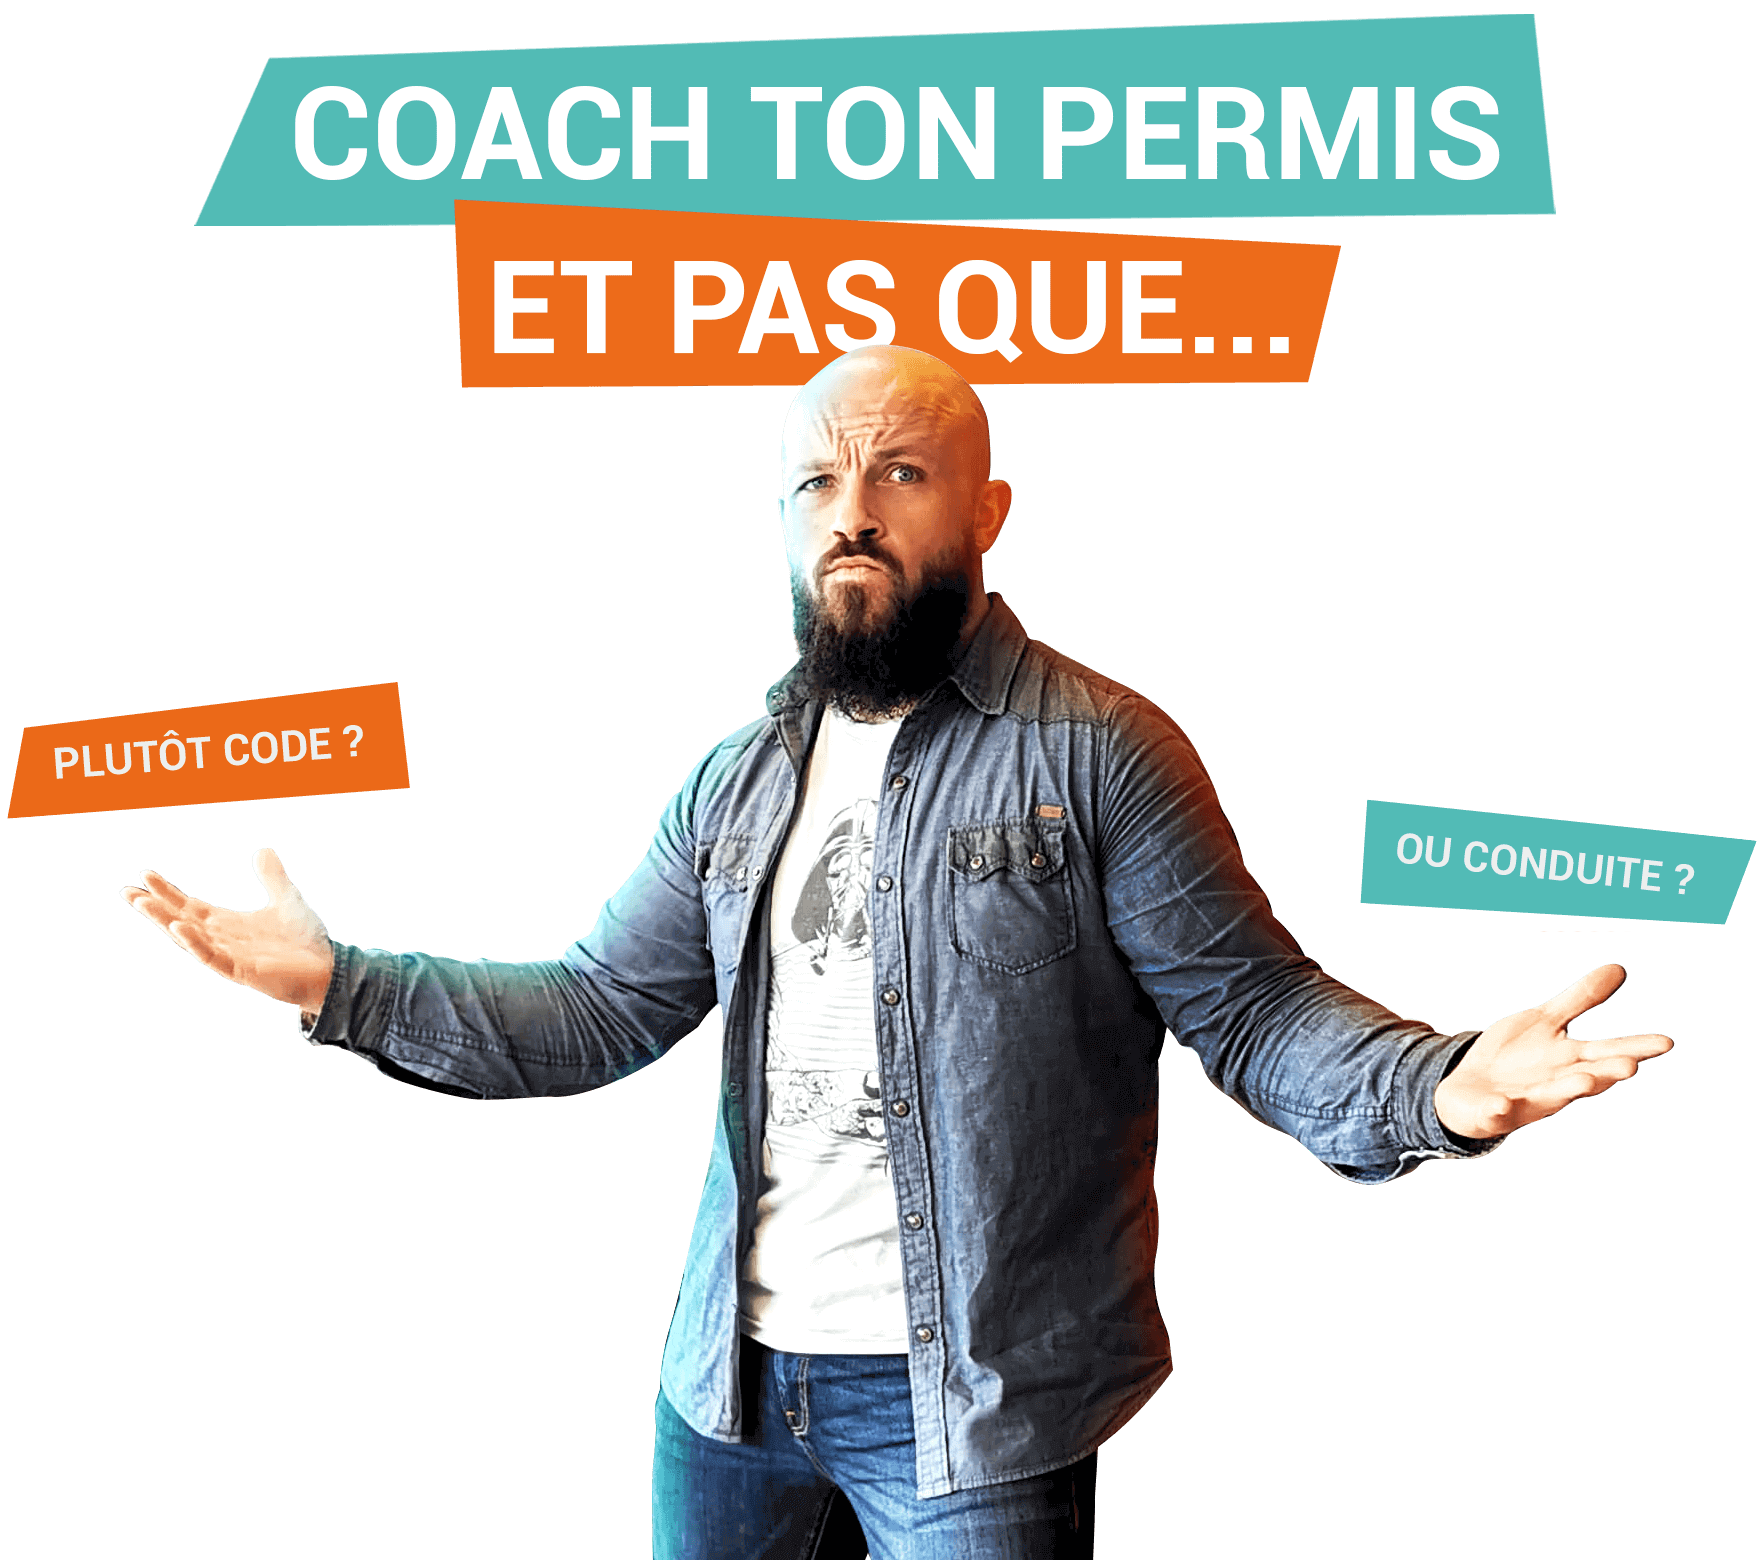 COACH TON PERMIS
ET PAS QUE...
PLUTÔT CODE ?
OU CONDUITE ?